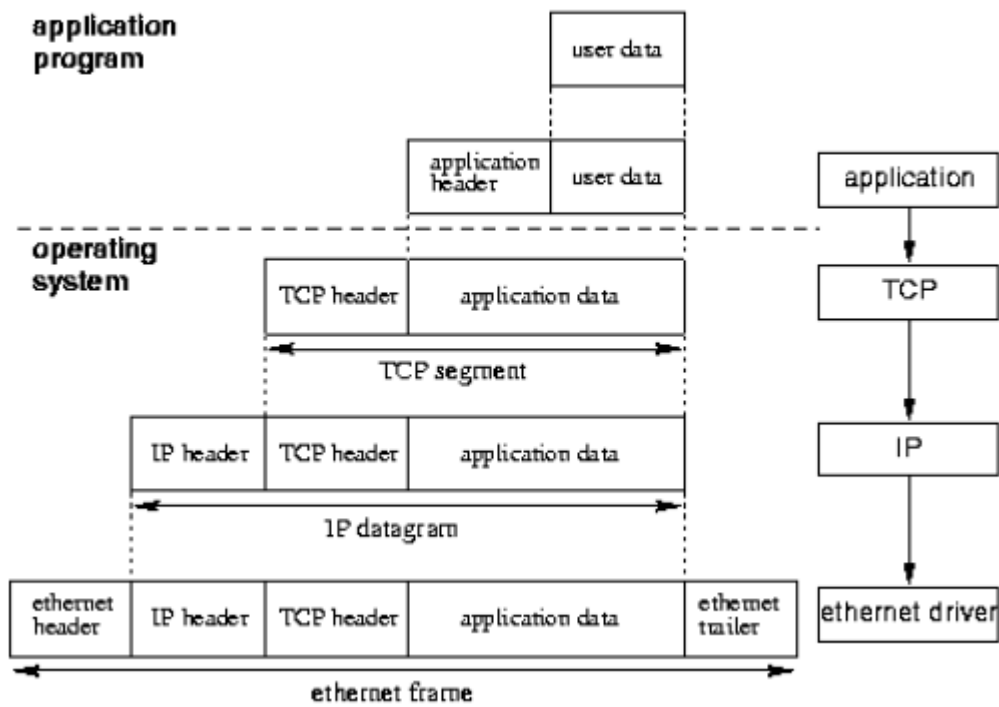 application
program
user data
application
header
user data
application
operating
system
TCP header
application data
TCP
TCP segment
IP header
TCP header
application data
IP
IP datagram
ethernet
header
IP header
TCP header
application data
ethernet
trailer
ethernet driver
ethernet frame